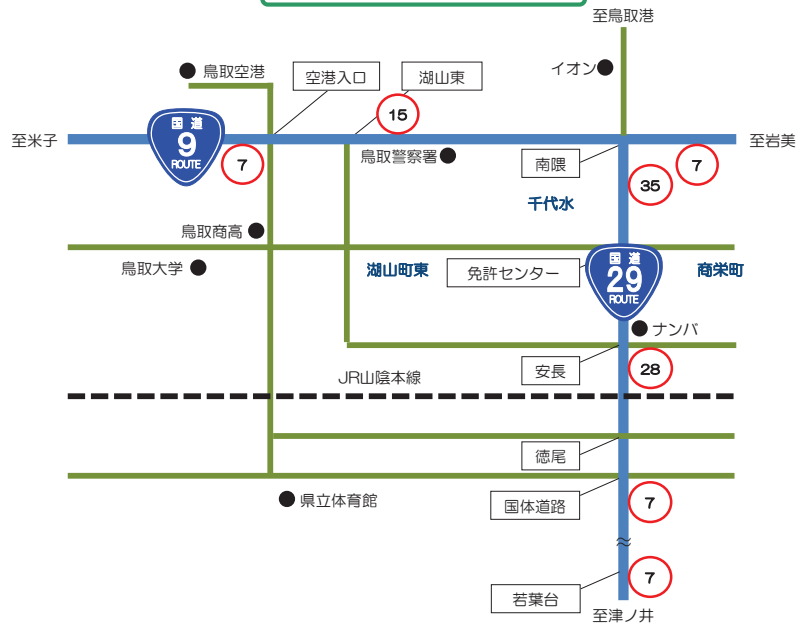 至鳥取港
鳥取空港
空港入口
湖山東
イオン
15
至米子
国道
9
ROUTE
7
鳥取警察署
南隈
7
至岩美
35
千代水
鳥取商高
鳥取大学
湖山町東
免許センター
国道
29
ROUTE
商栄町
ナンバ
安長
28
JR山陰本線
徳尾
県立体育館
国体道路
7
若葉台
7
至津ノ井